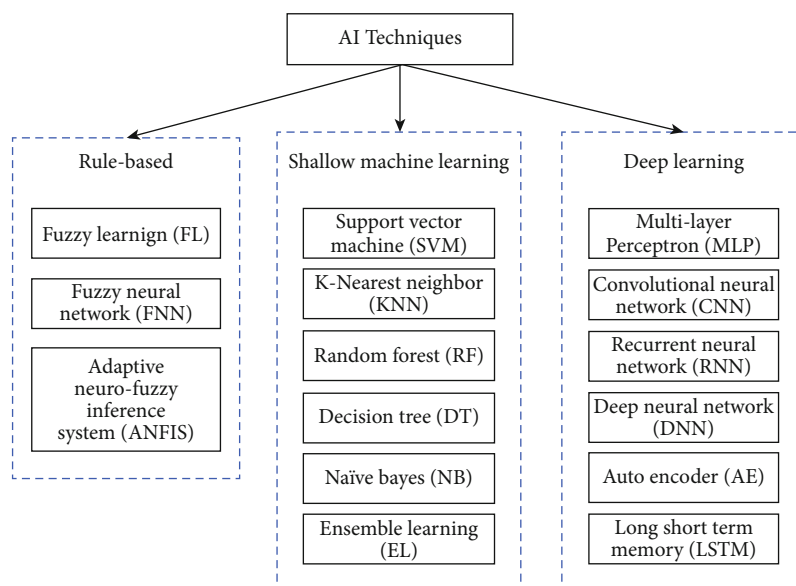 AI Techniques
Rule-based
Fuzzy learnign (FL)
Fuzzy neural
network (FNN)
Adaptive
neuro-fuzzy
inference
system (ANFIS)
Shallow machine learning
Support vector
machine (SVM)
K-Nearest neighbor
(KNN)
Random forest (RF)
Decision tree (DT)
Naïve bayes (NB)
Ensemble learning
(EL)
Deep learning
Multi-layer
Perceptron (MLP)
Convolutional neural
network (CNN)
Recurrent neural
network (RNN)
Deep neural network
(DNN)
Auto encoder (AE)
Long short term
memory (LSTM)